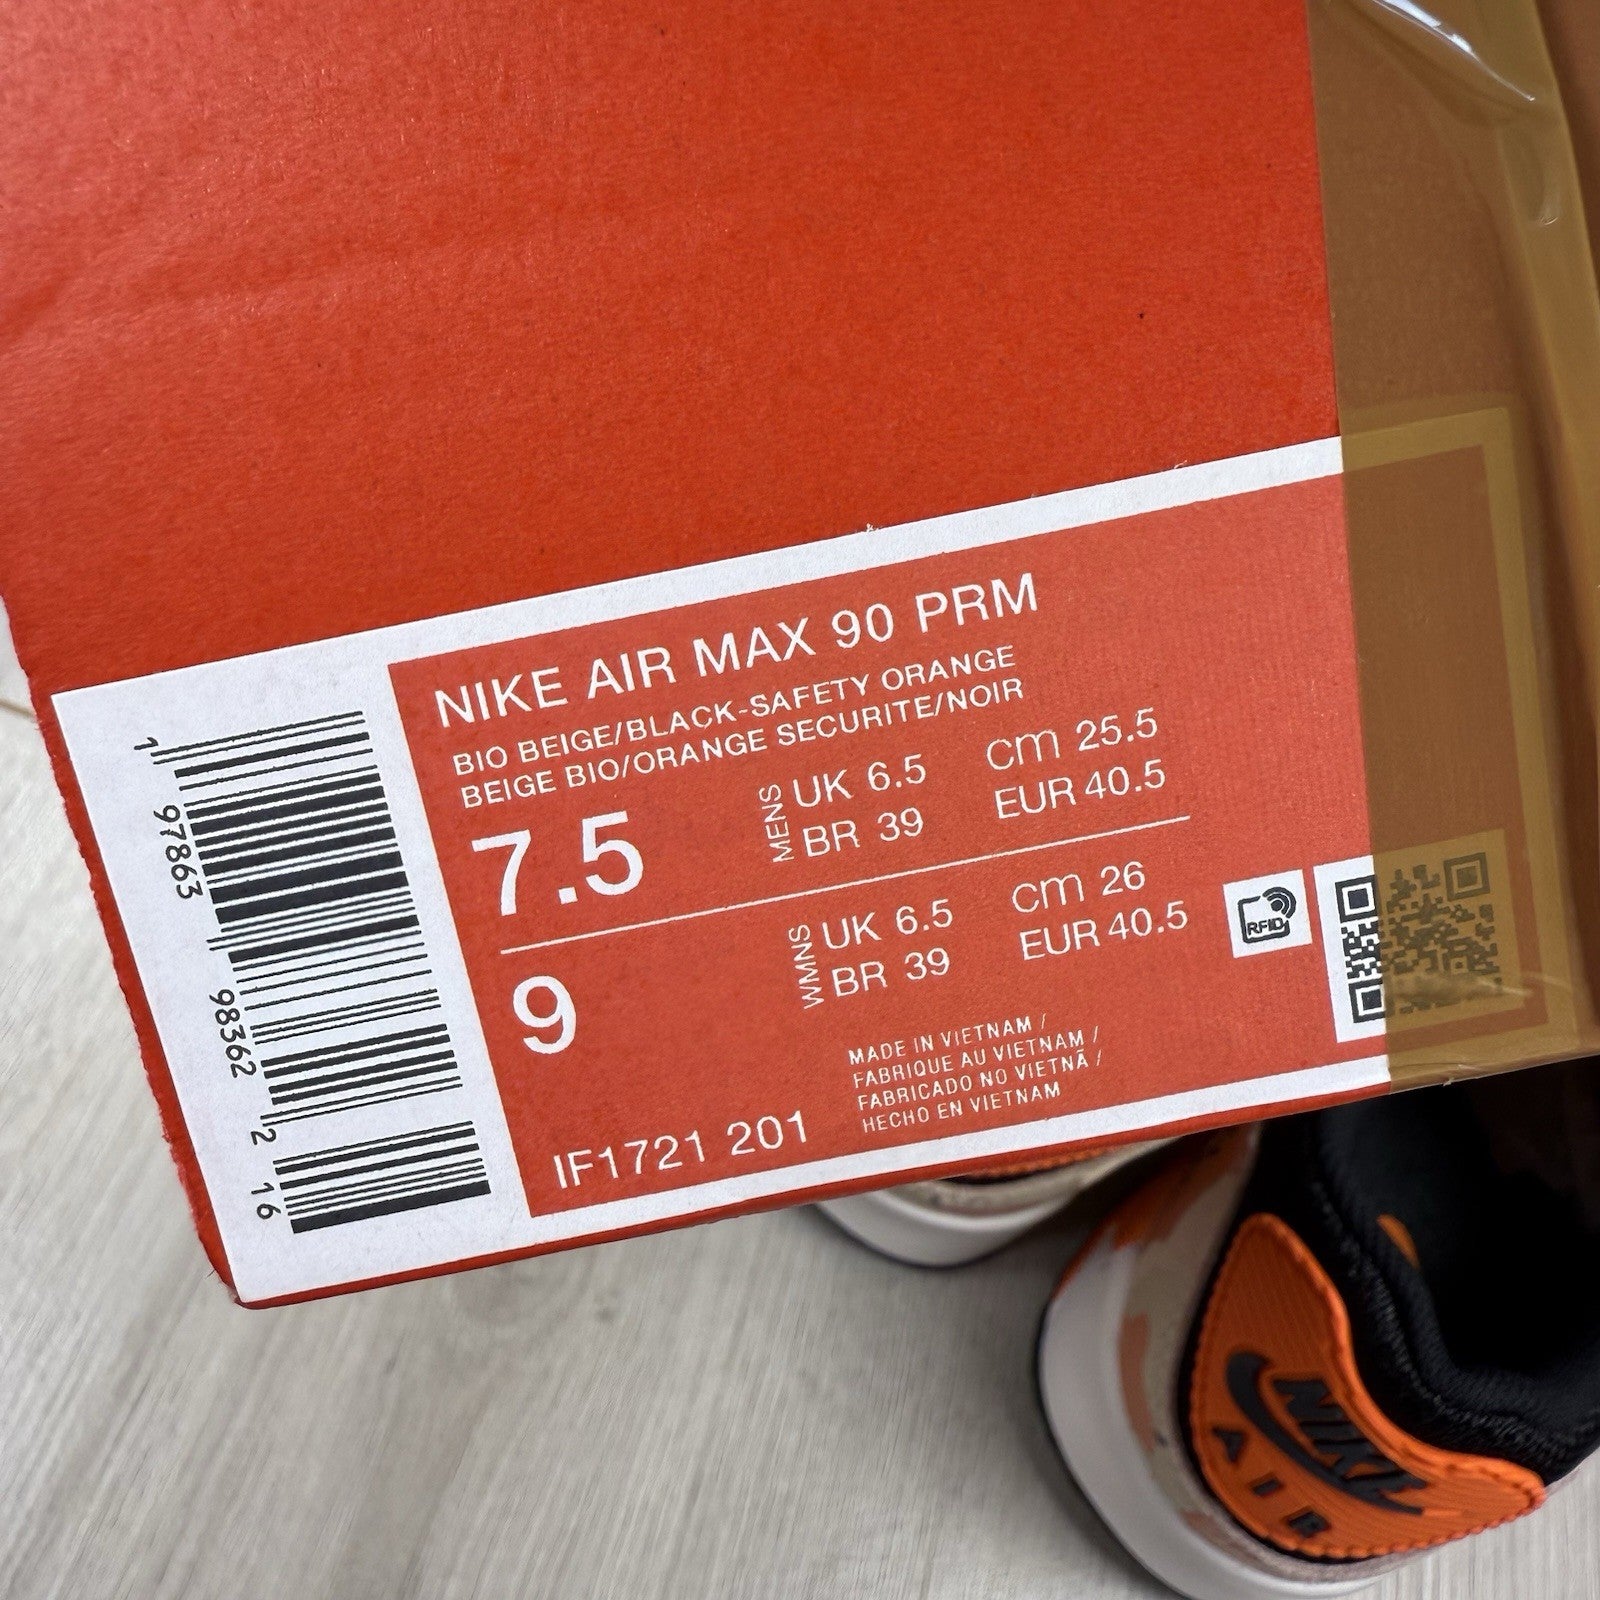 NIKE AIR MAX 90 PRM
BIO BEIGE/BLACK-SAFETY ORANGE
BEIGE BIO/ORANGE SECURITE/NOIR
7.5
MENS
UK 6.5
BR 39
cm 25.5
EUR 40.5
9
WMNS
UK 6.5
BR 39
cm 26
EUR 40.5
RFID
MADE IN VIETNAM /
FABRIQUE AU VIETNAM /
FABRICADO NO VIETNÃ /
HECHO EN VIETNAM
IF1721 201
1 97863 98362 2 16
NIKE
AIR